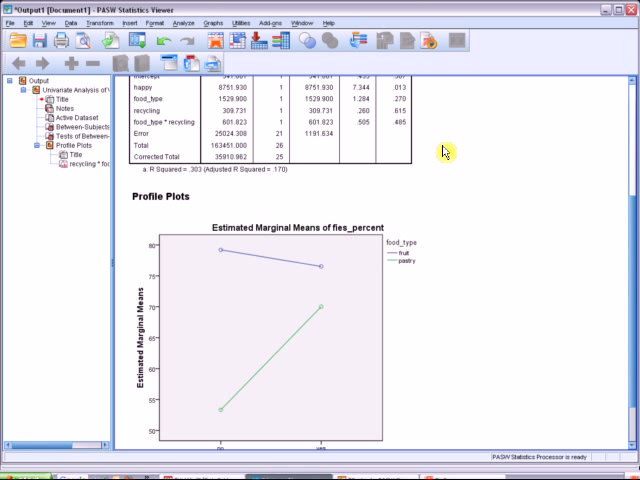 *Output1 [Document1] - PASW Statistics Viewer
File Edit View Data Transform Insert Format Analyze Graphs Utilities Add-ons Window Help
Output
Univariate Analysis of V
Title
Notes
Active Dataset
Between-Subjects
Tests of Between-
Profile Plots
Title
recycling * foo
happy 8751.930 1 8751.930 7.344 .013
food_type 1529.900 1 1529.900 1.284 .270
recycling 309.731 1 309.731 .260 .615
food_type * recycling 601.823 1 601.823 .505 .485
Error 25024.308 21 1191.634
Total 163451.000 26
Corrected Total 35910.962 25
a. R Squared = .303 (Adjusted R Squared = .170)
Profile Plots
Estimated Marginal Means of fies_percent
food_type
fruit
pastry
Estimated Marginal Means
80
75
70
65
60
55
50
no yes
PASW Statistics Processor is ready